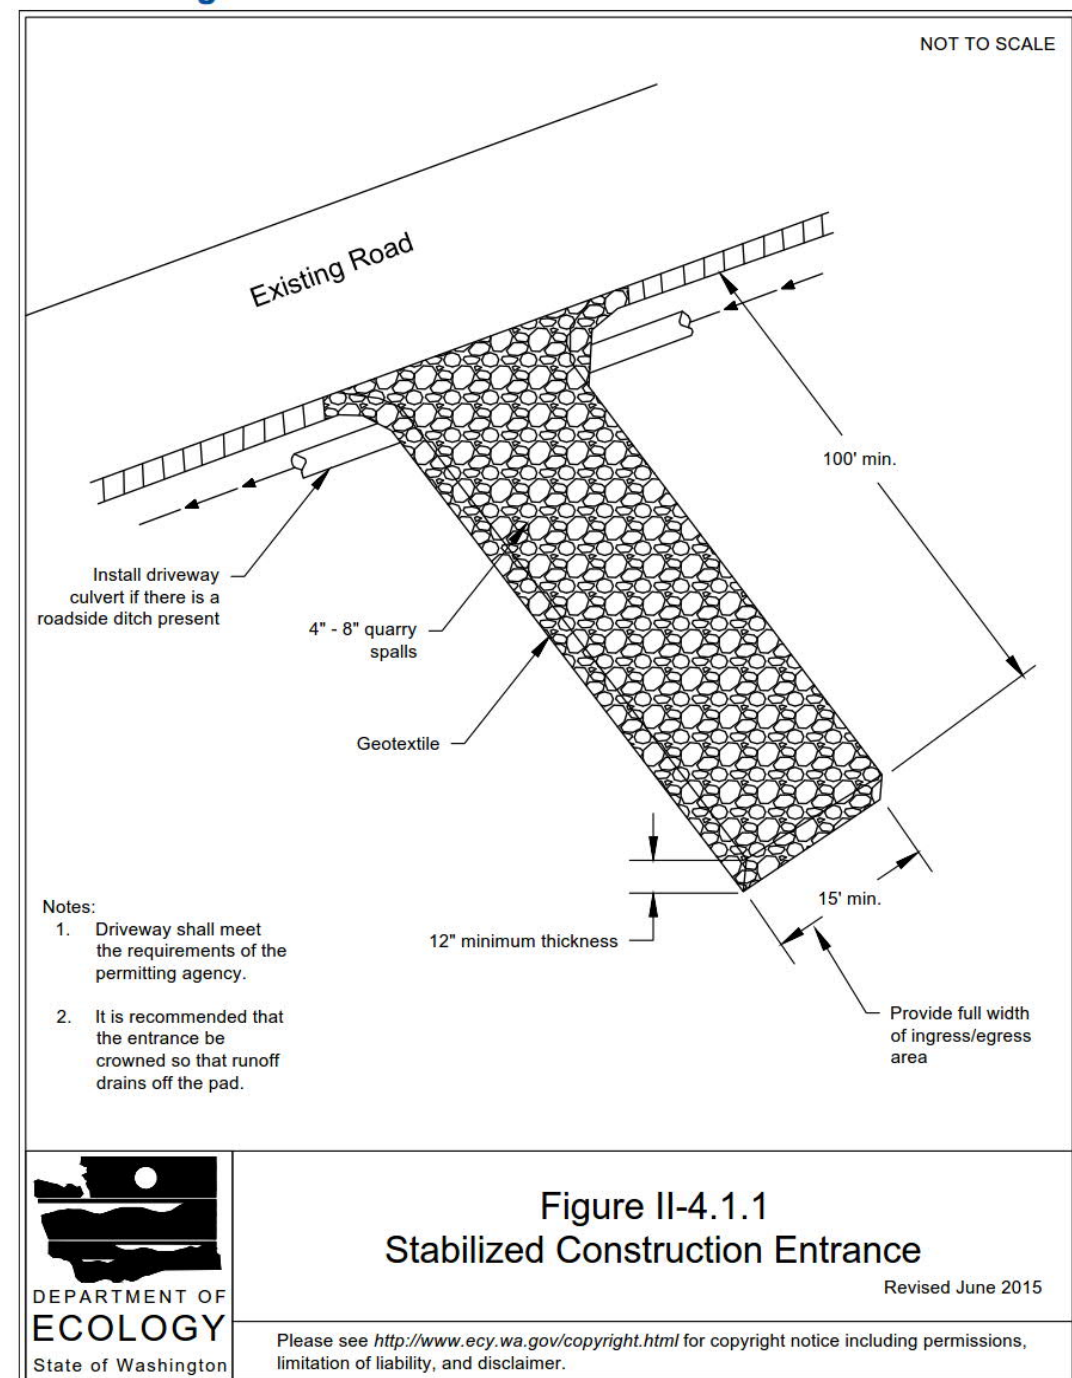 NOT TO SCALE
Existing Road
100' min.
Install driveway
culvert if there is a
roadside ditch present
4" - 8" quarry
spalls
Geotextile
15' min.
12" minimum thickness
Provide full width
of ingress/egress
area
Notes:
1. Driveway shall meet
the requirements of the
permitting agency.
2. It is recommended that
the entrance be
crowned so that runoff
drains off the pad.
Figure II-4.1.1
Stabilized Construction Entrance
Revised June 2015
DEPARTMENT OF
ECOLOGY
State of Washington
Please see http://www.ecy.wa.gov/copyright.html for copyright notice including permissions,
limitation of liability, and disclaimer.